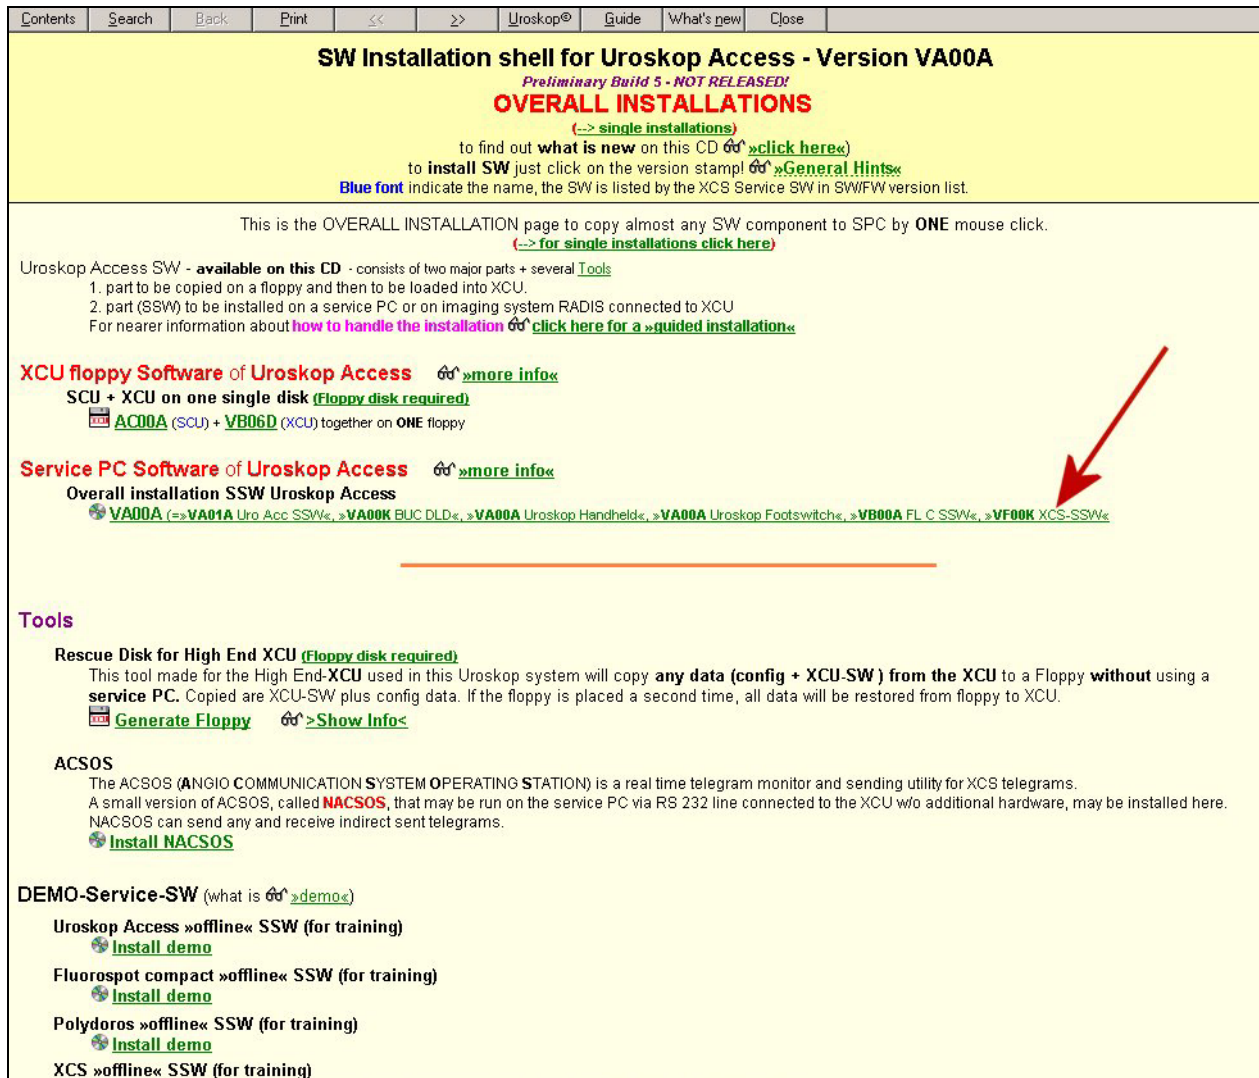 Contents Search Back Print << >> Uroskop© Guide What's new Close
SW Installation shell for Uroskop Access - Version VA00A
Preliminary Build 5 - NOT RELEASED!
OVERALL INSTALLATIONS
(--> single installations)
to find out what is new on this CD »click here«)
to install SW just click on the version stamp! »General Hints«
Blue font indicate the name, the SW is listed by the XCS Service SW in SW/FW version list.
This is the OVERALL INSTALLATION page to copy almost any SW component to SPC by ONE mouse click.
(--> for single installations click here)
Uroskop Access SW - available on this CD - consists of two major parts + several Tools
1. part to be copied on a floppy and then to be loaded into XCU.
2. part (SSW) to be installed on a service PC or on imaging system RADIS connected to XCU
For nearer information about how to handle the installation click here for a »guided installation«
XCU floppy Software of Uroskop Access »more info«
SCU + XCU on one single disk (Floppy disk required)
AC00A (SCU) + VB06D (XCU) together on ONE floppy
Service PC Software of Uroskop Access »more info«
Overall installation SSW Uroskop Access
VA00A (=»VA01A Uro Acc SSW«, »VA00K BUC DLD«, »VA00A Uroskop Handheld«, »VA00A Uroskop Footswitch«, »VB00A FL C SSW«, »VF00K XCS-SSW«
Tools
Rescue Disk for High End XCU (Floppy disk required)
This tool made for the High End-XCU used in this Uroskop system will copy any data (config + XCU-SW ) from the XCU to a Floppy without using a
service PC. Copied are XCU-SW plus config data. If the floppy is placed a second time, all data will be restored from floppy to XCU.
Generate Floppy >Show Info<
ACSOS
The ACSOS (ANGIO COMMUNICATION SYSTEM OPERATING STATION) is a real time telegram monitor and sending utility for XCS telegrams.
A small version of ACSOS, called NACSOS, that may be run on the service PC via RS 232 line connected to the XCU w/o additional hardware, may be installed here.
NACSOS can send any and receive indirect sent telegrams.
Install NACSOS
DEMO-Service-SW (what is »demo«)
Uroskop Access »offline« SSW (for training)
Install demo
Fluorospot compact »offline« SSW (for training)
Install demo
Polydoros »offline« SSW (for training)
Install demo
XCS »offline« SSW (for training)